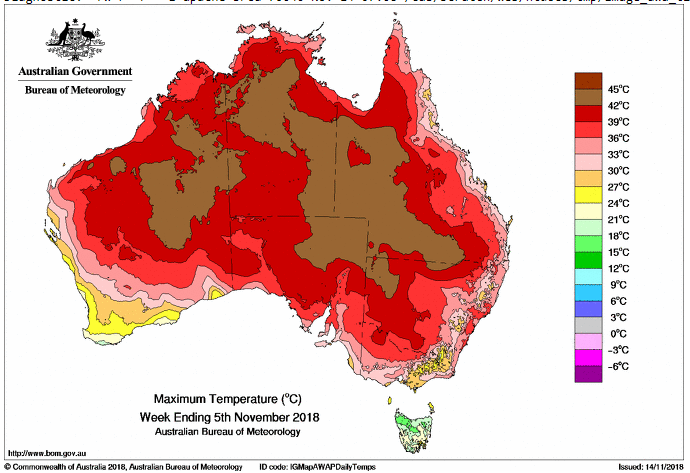 Australian Government
Bureau of Meteorology
45°C
42°C
39°C
36°C
33°C
30°C
27°C
24°C
21°C
18°C
15°C
12°C
9°C
6°C
3°C
0°C
-3°C
-6°C
Maximum Temperature (°C)
Week Ending 5th November 2018
Australian Bureau of Meteorology
http://www.bom.gov.au
© Commonwealth of Australia 2018, Australian Bureau of Meteorology ID code: IGMapAWAPDailyTemps Issued: 14/11/2018